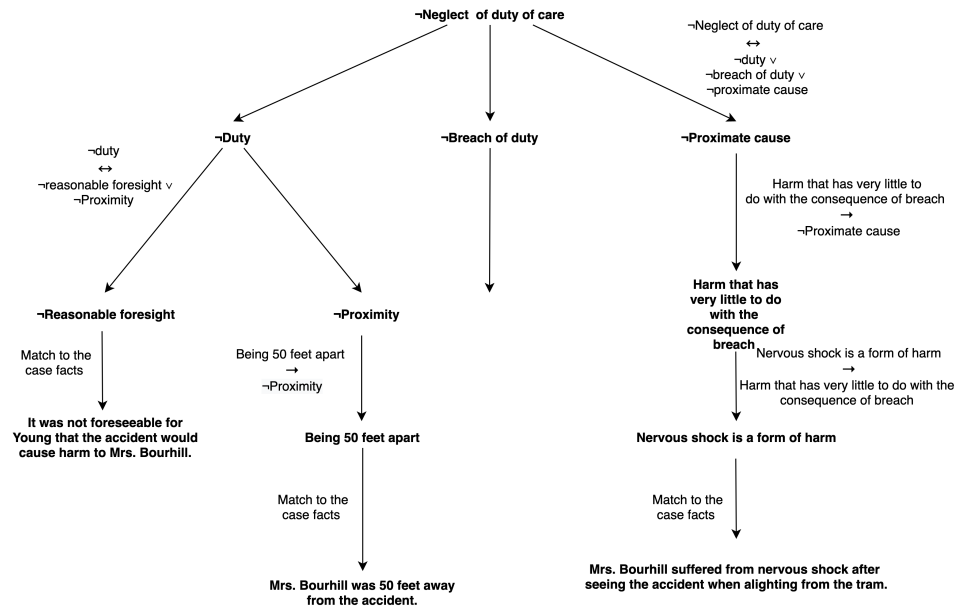 ¬Neglect of duty of care
¬Neglect of duty of care
↔
¬duty ∨
¬breach of duty ∨
¬proximate cause
¬Duty
¬Breach of duty
¬Proximate cause
¬duty
↔
¬reasonable foresight ∨
¬Proximity
Harm that has very little to
do with the consequence of breach
→
¬Proximate cause
¬Reasonable foresight
¬Proximity
Harm that has
very little to do
with the
consequence of
breach
Match to the
case facts
Being 50 feet apart
→
¬Proximity
Nervous shock is a form of harm
→
Harm that has very little to do with the
consequence of breach
It was not foreseeable for
Young that the accident would
cause harm to Mrs. Bourhill.
Being 50 feet apart
Nervous shock is a form of harm
Match to the
case facts
Match to the
case facts
Mrs. Bourhill was 50 feet away
from the accident.
Mrs. Bourhill suffered from nervous shock after
seeing the accident when alighting from the tram.